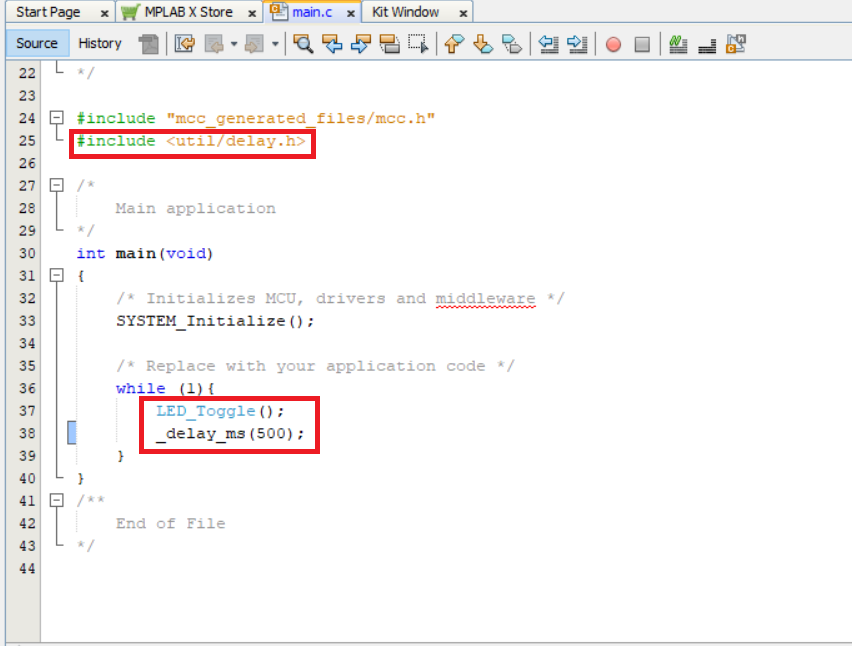 Start Page x MPLAB X Store x main.c x Kit Window x
Source History
22 */
23
24 #include "mcc_generated_files/mcc.h"
25 #include <util/delay.h>
26
27 /*
28 Main application
29 */
30 int main(void)
31 {
32 /* Initializes MCU, drivers and middleware */
33 SYSTEM_Initialize();
34
35 /* Replace with your application code */
36 while (1){
37 LED_Toggle();
38 _delay_ms(500);
39 }
40 }
41 /**
42 End of File
43 */
44